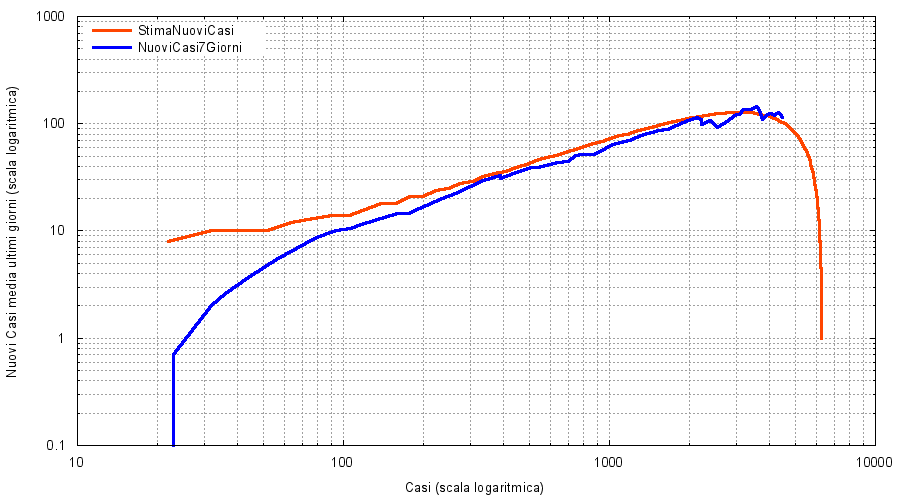 1000
StimaNuoviCasi
NuoviCasi7Giorni
100
10
1
0.1
Nuovi Casi media ultimi giorni (scala logaritmica)
10
100
1000
10000
Casi (scala logaritmica)